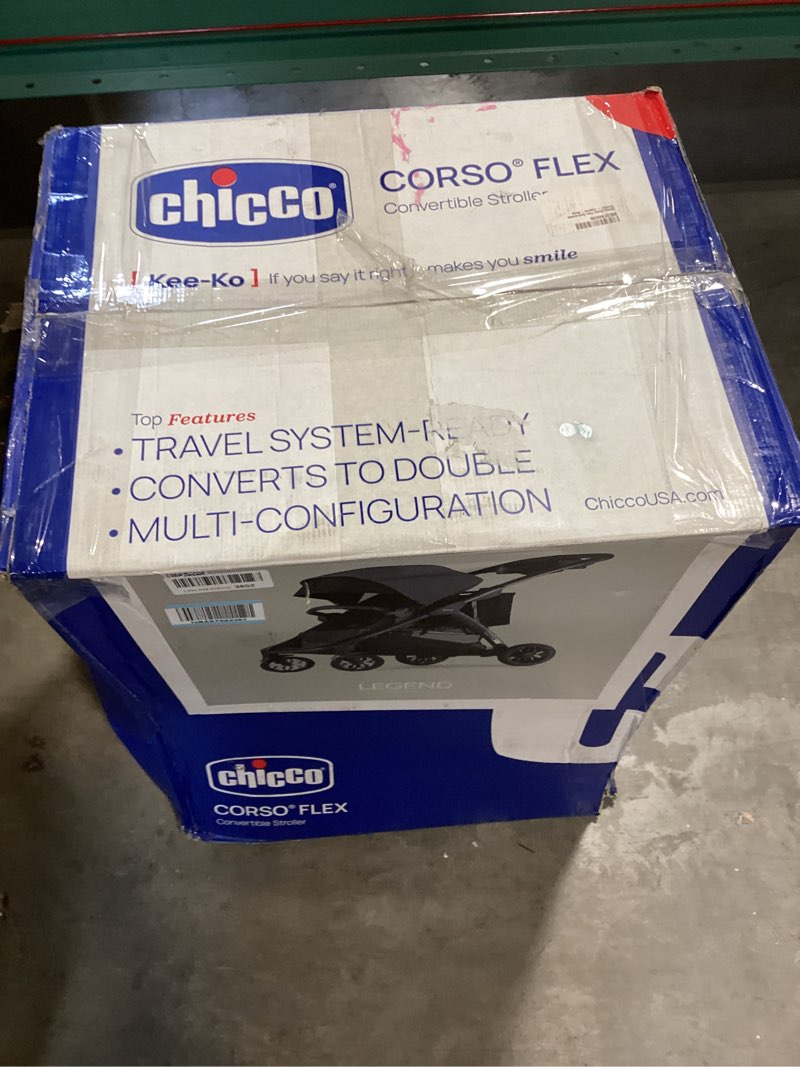 chicco®
CORSO® FLEX
Convertible Stroller
[ Kee-Ko ] If you say it right makes you smile
Top Features
• TRAVEL SYSTEM-READY
• CONVERTS TO DOUBLE
• MULTI-CONFIGURATION
ChiccoUSA.com
3652
LEGEND
chicco
CORSO® FLEX
Convertible Stroller